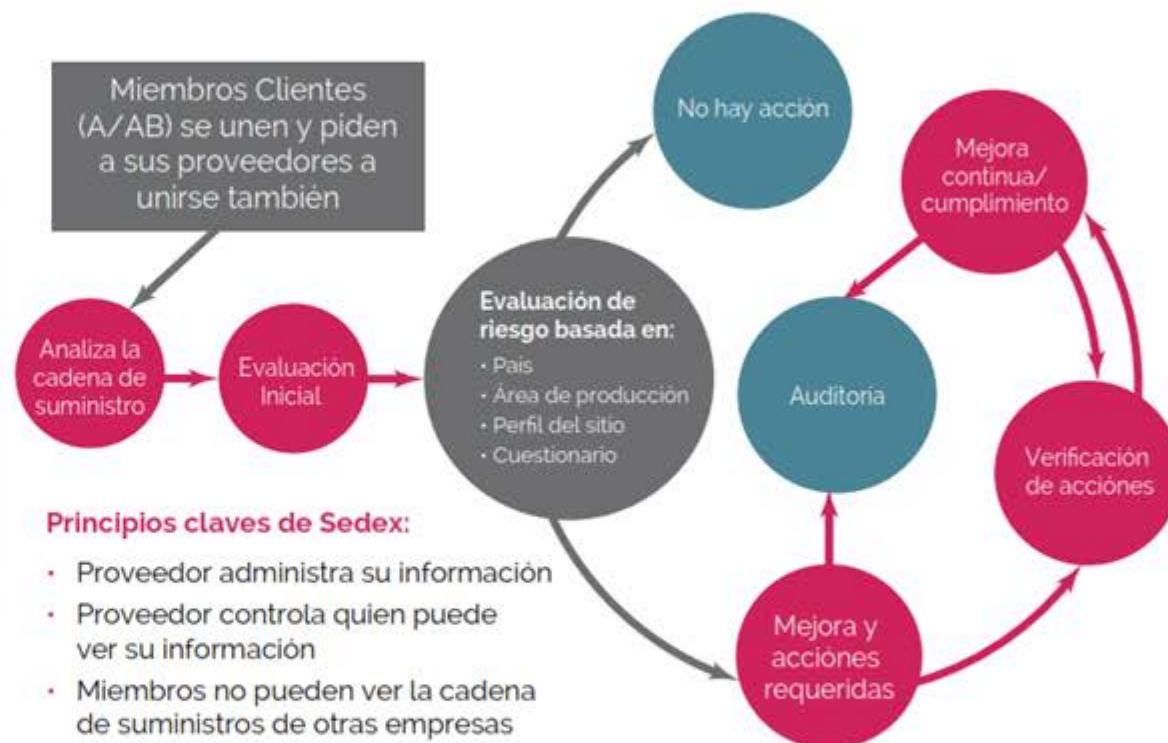 Miembros Clientes
(A/AB) se unen y piden
a sus proveedores a
unirse también
Analiza la
cadena de
suministro
Evaluación
Inicial
Evaluación de
riesgo basada en:
• País
• Área de producción
• Perfil del sitio
• Cuestionario
No hay acción
Mejora
continua/
cumplimiento
Auditoría
Verificación
de acciónes
Mejora y
acciónes
requeridas
Principios claves de Sedex:
• Proveedor administra su información
• Proveedor controla quien puede
ver su información
• Miembros no pueden ver la cadena
de suministros de otras empresas